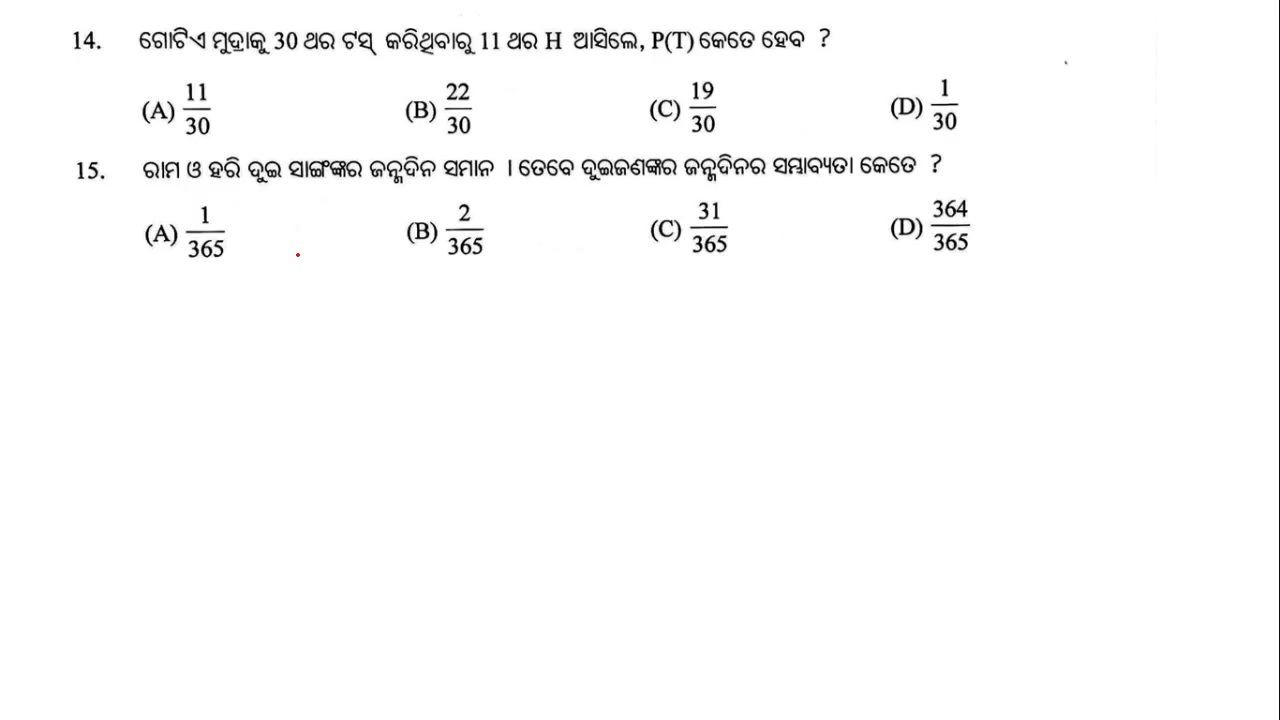 14. ଗୋଟିଏ ମୁଦ୍ରାକୁ 30 ଥର ଟସ୍ କରିଥିବାରୁ 11 ଥର H ଆସିଲେ, P(T) କେତେ ହେବ ?
(A) 11/30 (B) 22/30 (C) 19/30 (D) 1/30
15. ରାମ ଓ ହରି ଦୁଇ ସାଙ୍ଗଙ୍କର ଜନ୍ମଦିନ ସମାନ । ତେବେ ଦୁଇଜଣଙ୍କର ଜନ୍ମଦିନର ସମ୍ଭାବ୍ୟତା କେତେ ?
(A) 1/365 (B) 2/365 (C) 31/365 (D) 364/365